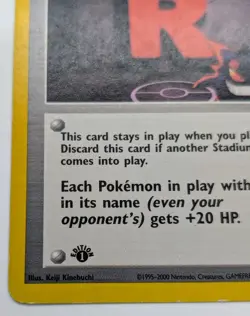 R
This card stays in play when you pl
Discard this card if another Stadium
comes into play.
Each Pokémon in play with
in its name (even your
opponent's) gets +20 HP.
EDITION
1
Illus. Keiji Kinebuchi
©1995-2000 Nintendo, Creatures, GAMEFR